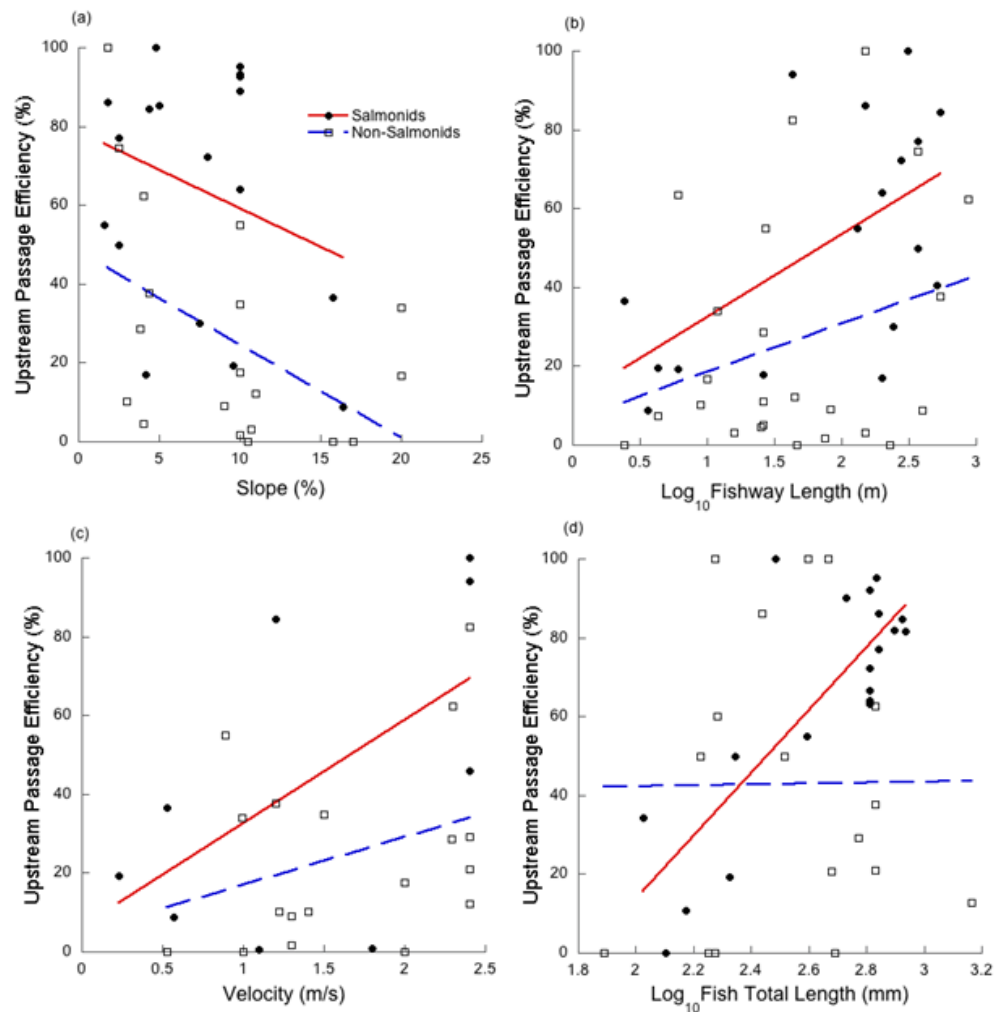 (a)
Upstream Passage Efficiency (%)
100
80
60
40
20
0
0 5 10 15 20 25
Slope (%)
Salmonids
Non-Salmonids
(b)
Upstream Passage Efficiency (%)
100
80
60
40
20
0
0 0.5 1 1.5 2 2.5 3
Log10Fishway Length (m)
(c)
Upstream Passage Efficiency (%)
100
80
60
40
20
0
0 0.5 1 1.5 2 2.5
Velocity (m/s)
(d)
Upstream Passage Efficiency (%)
100
80
60
40
20
0
1.8 2 2.2 2.4 2.6 2.8 3 3.2
Log10Fish Total Length (mm)